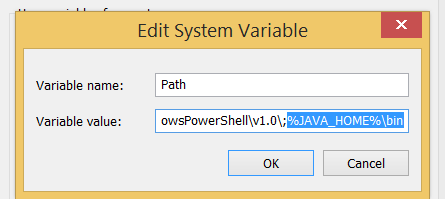 Edit System Variable
Variable name: Path
Variable value: owsPowerShell\v1.0\;%JAVA_HOME%\bin
OK Cancel